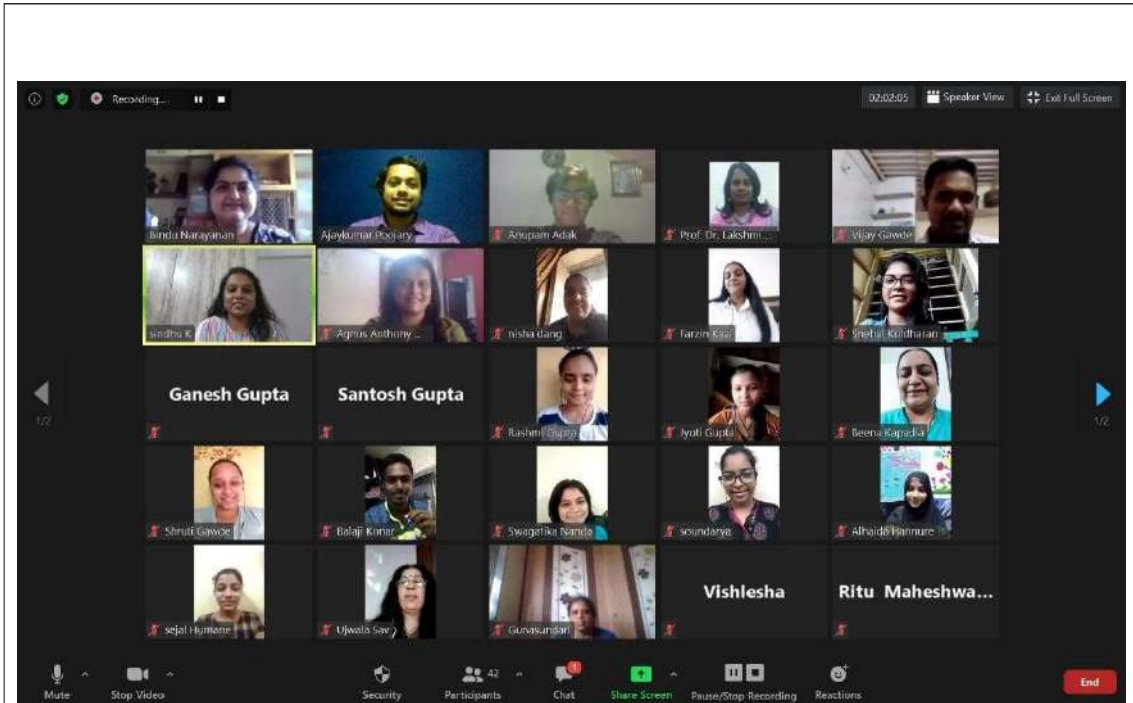 Recording...
02:02:05
Speaker View
Exit Full Screen
Bindu Narayanan
Ajaykumar Poojary
Anupam Adak
Prof. Dr. Lakshmi ...
Vijay Gawde
sindhu K
Agnus Anthony ...
nisha dang
Farzin Kazi
Snehal Kuldharan
Ganesh Gupta
Santosh Gupta
Rashmi Gupta
Jyoti Gupta
Beena Kapadia
Shruti Gawde
Balaji Konar
Swagatika Nanda
soundarya
Alhaida Hannure
sejal Humane
Ujwala Sav
Gunasundari
Vishlesha
Ritu Maheshwa...
1/2
1/2
Mute
Stop Video
Security
Participants
42
Chat
1
Share Screen
Pause/Stop Recording
Reactions
End